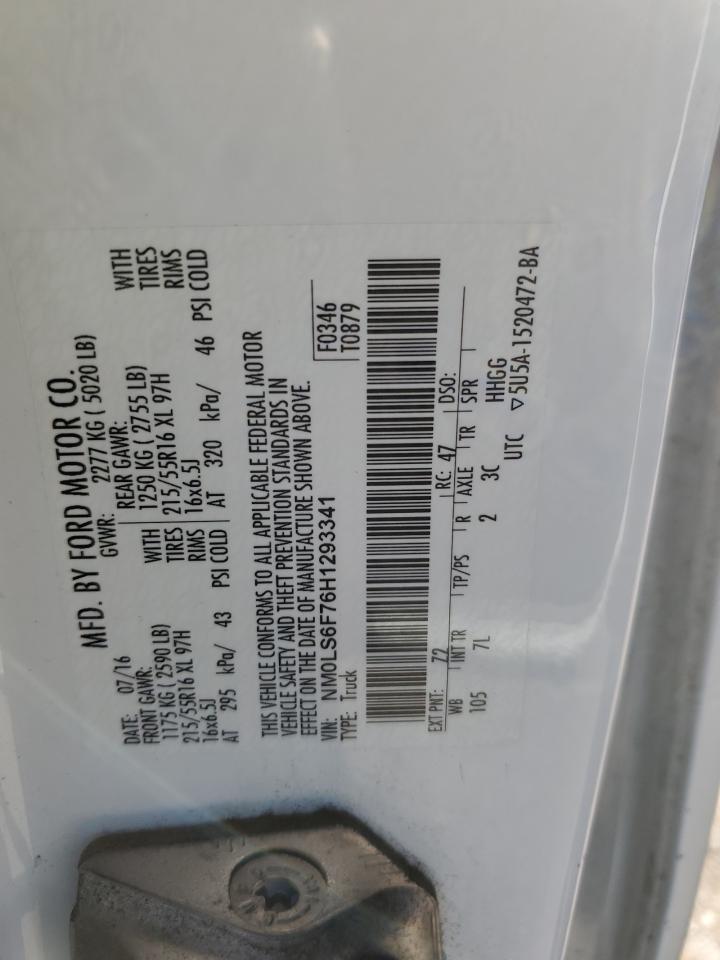 MFD. BY FORD MOTOR CO.
DATE: 07/16 GVWR: 2277 KG ( 5020 LB)
FRONT GAWR: REAR GAWR:
1175 KG ( 2590 LB) WITH 1250 KG ( 2755 LB) WITH
215/55R16 XL 97H TIRES 215/55R16 XL 97H TIRES
16x6.5J RIMS 16x6.5J RIMS
AT 295 kPa/ 43 PSI COLD AT 320 kPa/ 46 PSI COLD
THIS VEHICLE CONFORMS TO ALL APPLICABLE FEDERAL MOTOR
VEHICLE SAFETY AND THEFT PREVENTION STANDARDS IN
EFFECT ON THE DATE OF MANUFACTURE SHOWN ABOVE.
VIN: NM0LS6F76H1293341 F0346
TYPE: Truck T0879
EXT PNT: 72 RC: 47 DSO:
WB INT TR TP/PS R AXLE TR SPR
105 7L 2 3C HHGG
UTC ▽5U5A-1520472-BA